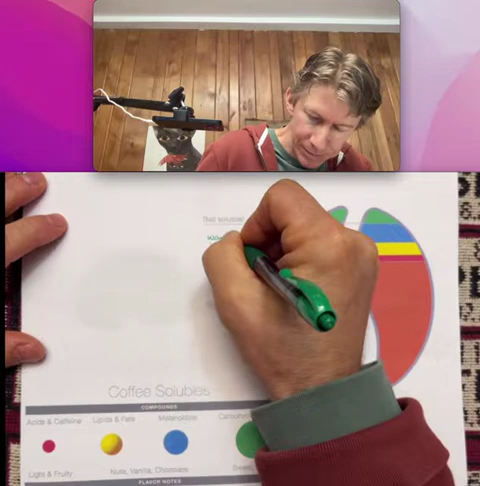 Total soluble
Coffee Solubles
COMPOUNDS
Acids & Caffeine Lipids & Fats Melanoidins
Light & Fruity Nuts, Vanilla, Chocolate
FLAVOR NOTES